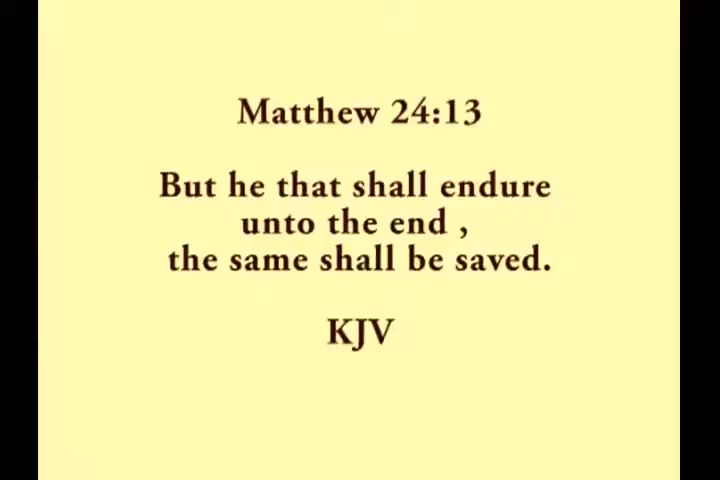 Matthew 24:13
But he that shall endure
unto the end ,
the same shall be saved.
KJV